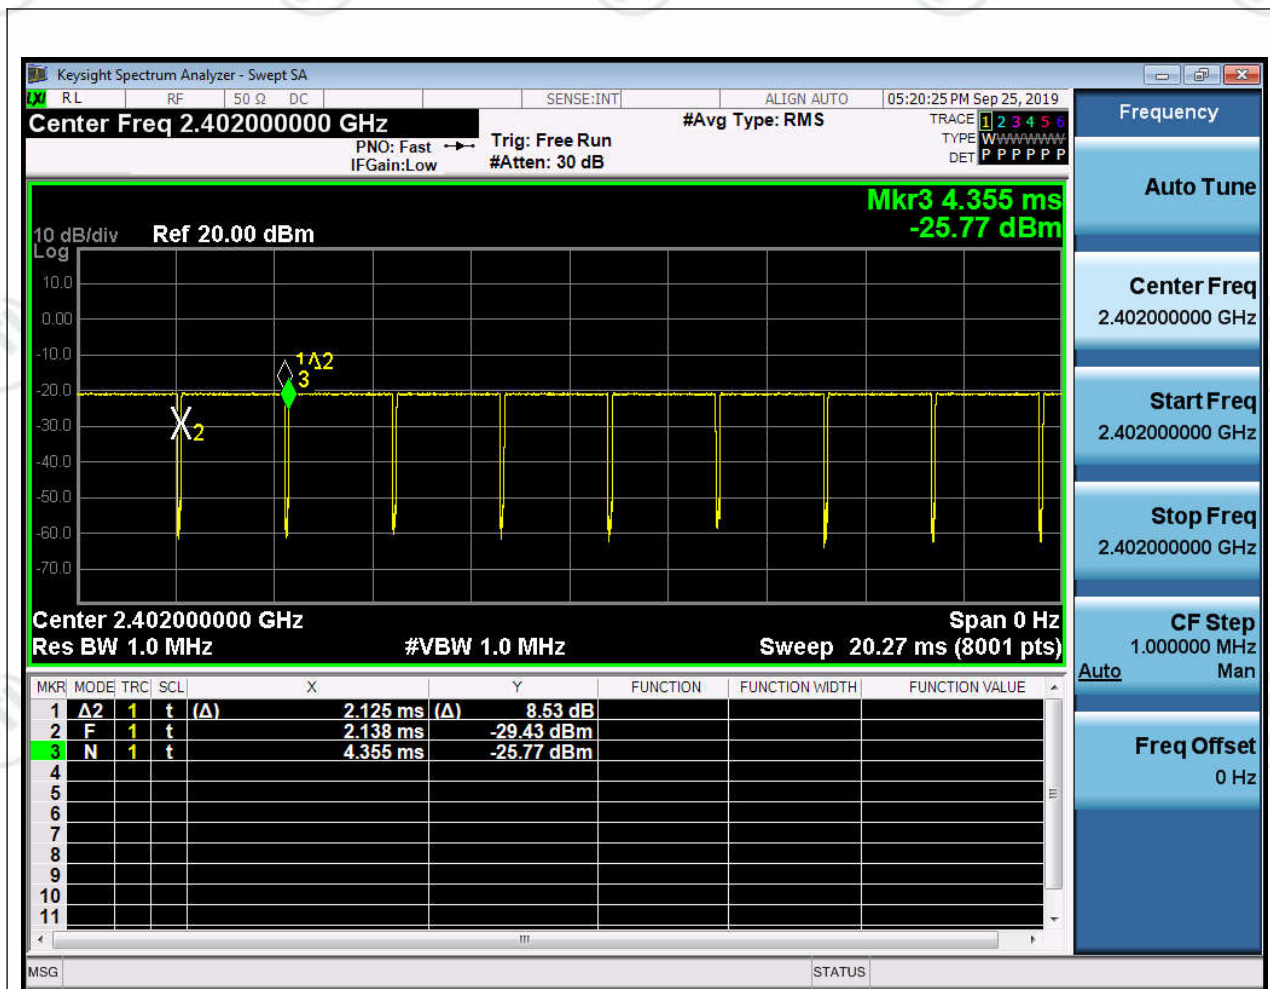 Keysight Spectrum Analyzer - Swept SA
LXI RL RF 50 Ω DC SENSE:INT ALIGN AUTO 05:20:25 PM Sep 25, 2019
Center Freq 2.402000000 GHz
PNO: Fast
IFGain:Low
Trig: Free Run
#Atten: 30 dB
#Avg Type: RMS
TRACE 1 2 3 4 5 6
TYPE WWWWWW
DET P P P P P P
Mkr3 4.355 ms
-25.77 dBm
10 dB/div Ref 20.00 dBm
Log
10.0
0.00
-10.0
-20.0
-30.0
-40.0
-50.0
-60.0
-70.0
1Δ2
3
2
Center 2.402000000 GHz Span 0 Hz
Res BW 1.0 MHz #VBW 1.0 MHz Sweep 20.27 ms (8001 pts)
MKR MODE TRC SCL X Y FUNCTION FUNCTION WIDTH FUNCTION VALUE
1 Δ2 1 t (Δ) 2.125 ms (Δ) 8.53 dB
2 F 1 t 2.138 ms -29.43 dBm
3 N 1 t 4.355 ms -25.77 dBm
4
5
6
7
8
9
10
11
MSG STATUS
Frequency
Auto Tune
Center Freq
2.402000000 GHz
Start Freq
2.402000000 GHz
Stop Freq
2.402000000 GHz
CF Step
1.000000 MHz
Auto Man
Freq Offset
0 Hz